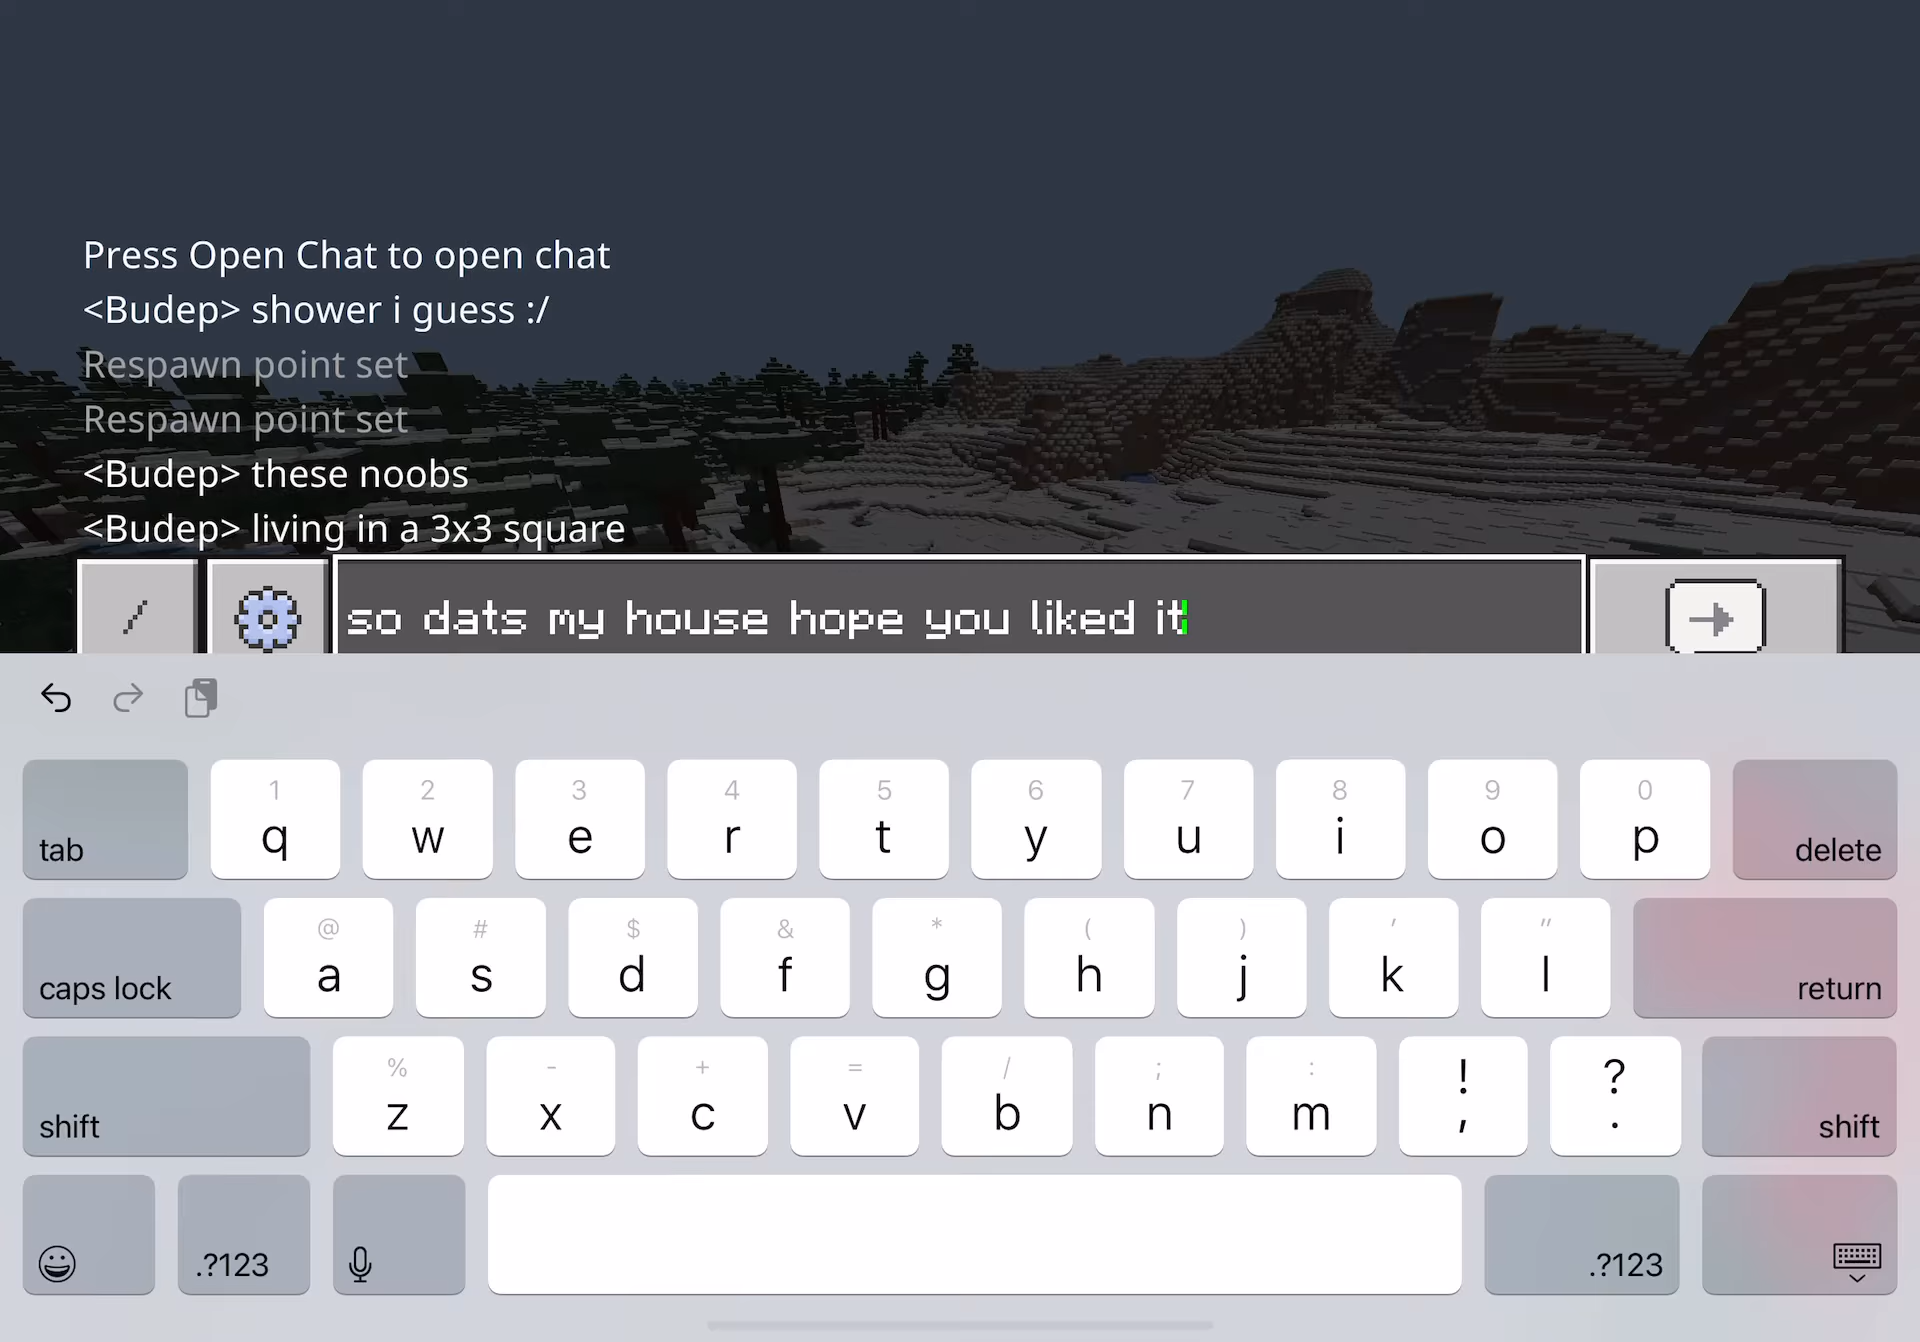 Press Open Chat to open chat
<Budep> shower i guess :/
Respawn point set
Respawn point set
<Budep> these noobs
<Budep> living in a 3x3 square
/ so dats my house hope you liked it
tab 1 q 2 w 3 e 4 r 5 t 6 y 7 u 8 i 9 o 0 p delete
caps lock @ a # s $ d & f * g ( h ) j ' k " l return
shift % z - x + c = v / b ; n : m ! , ? . shift
.?123 .?123